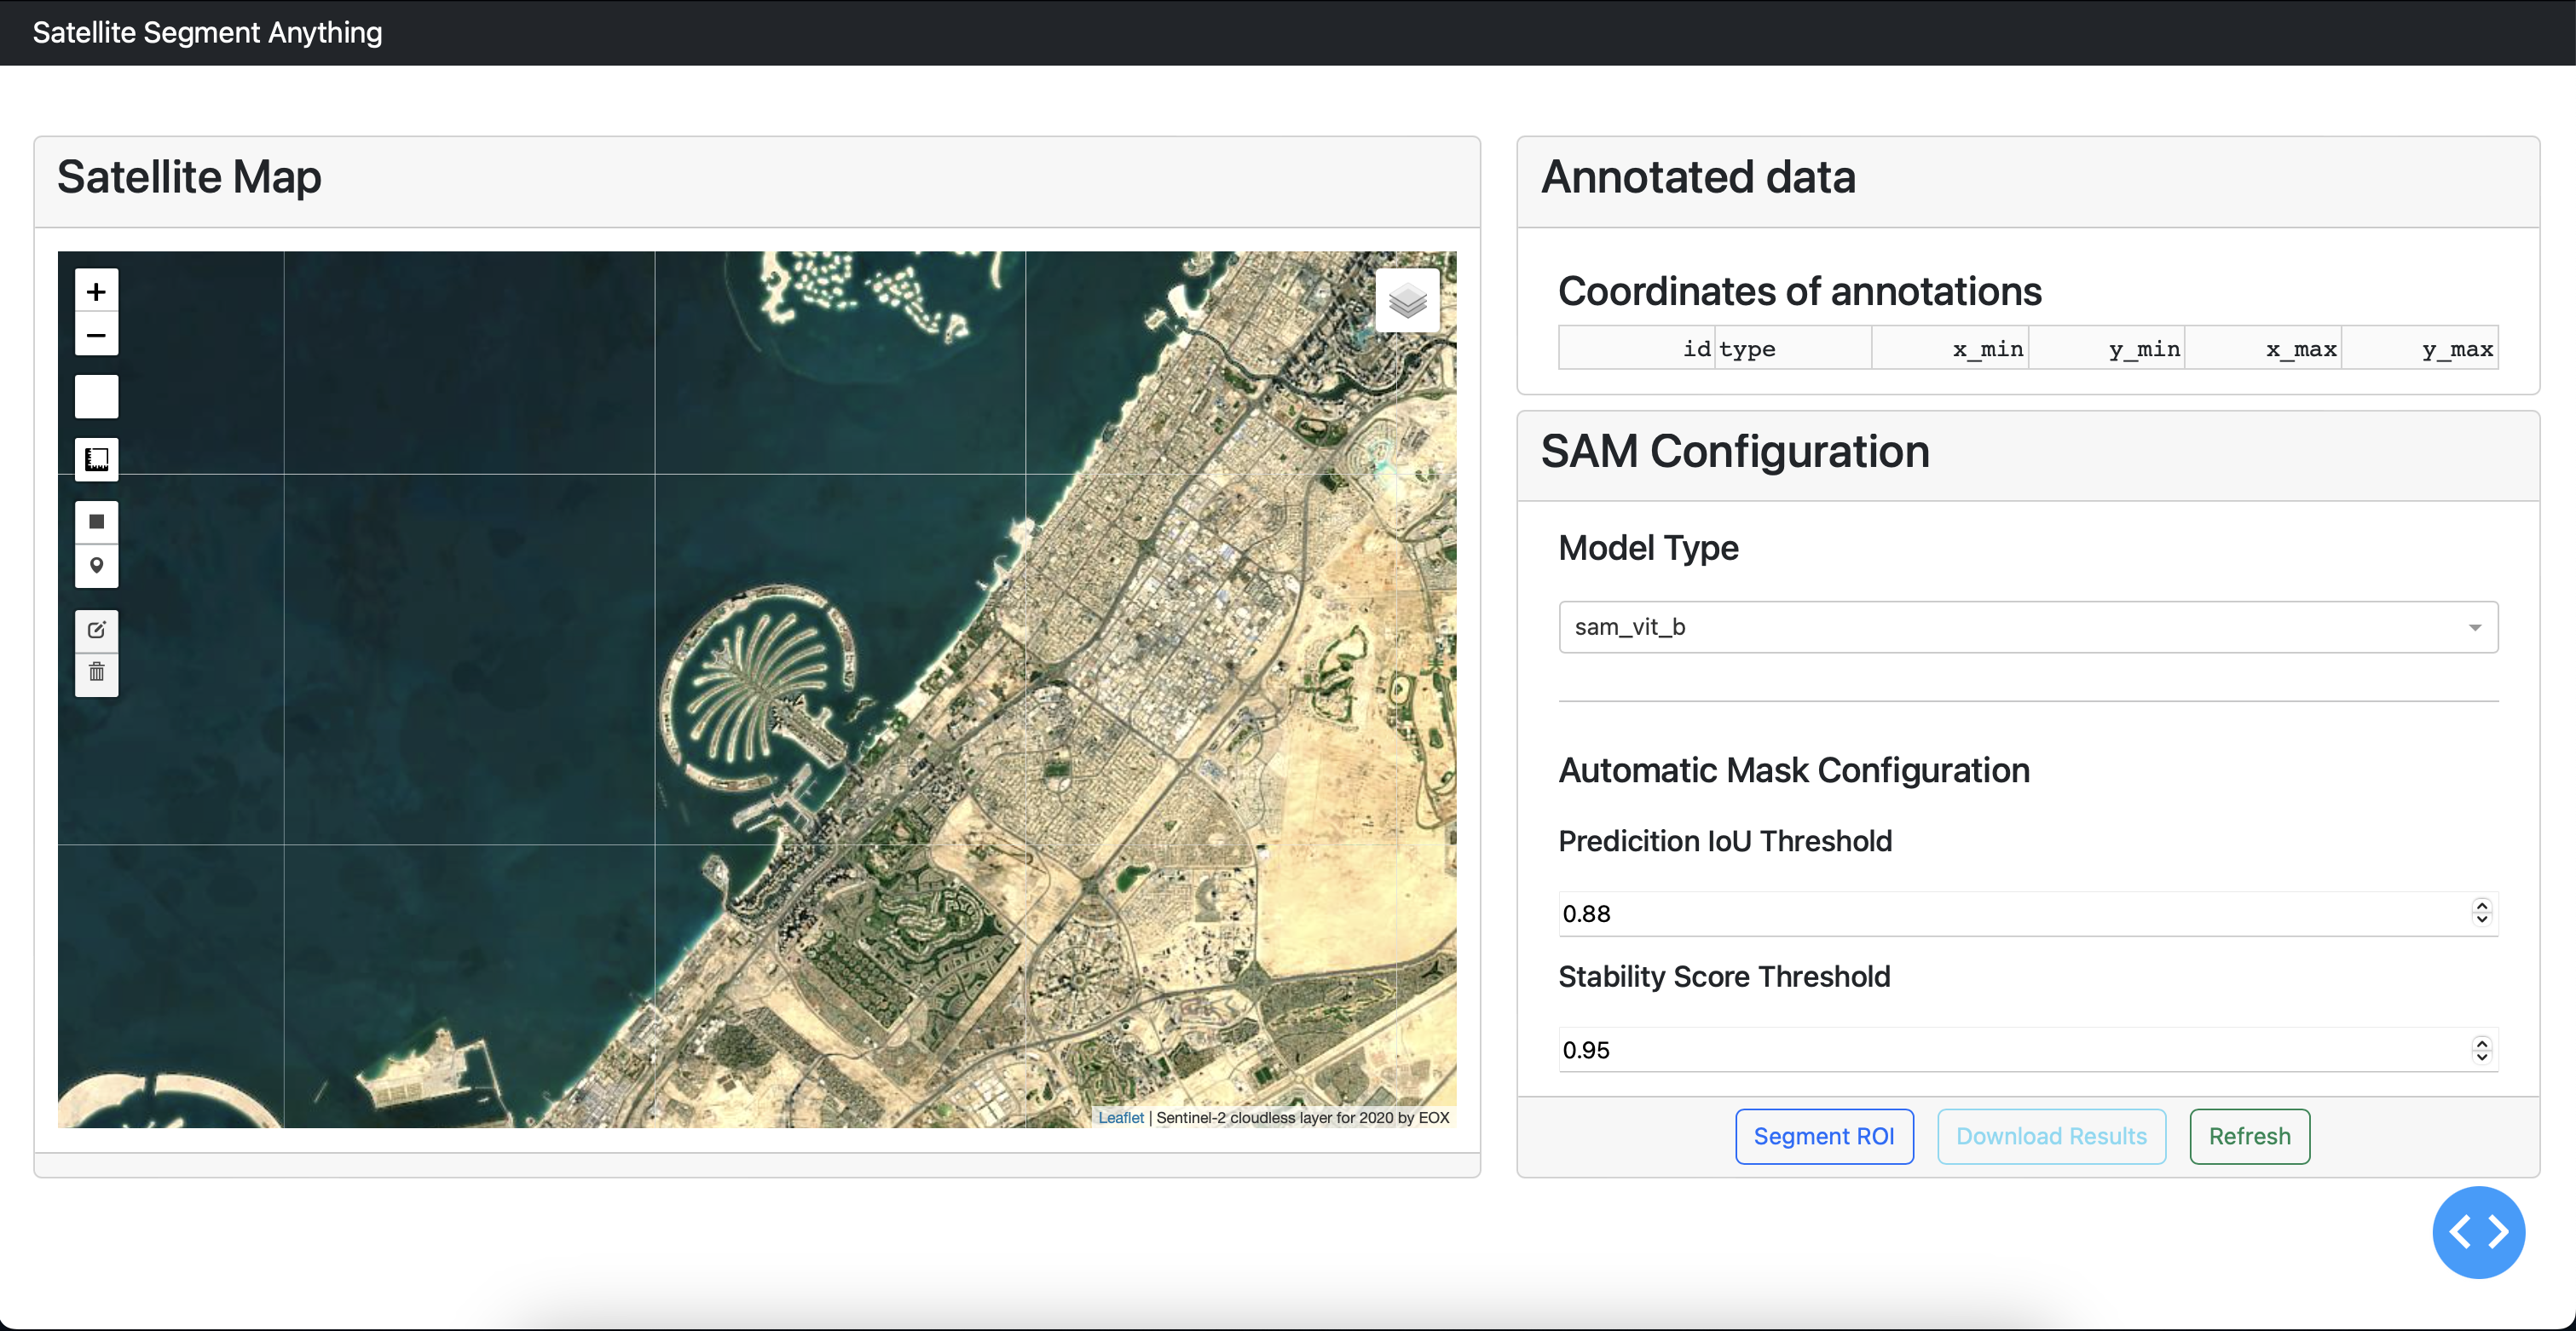 Satellite Segment Anything
Satellite Map
+
−
Leaflet | Sentinel-2 cloudless layer for 2020 by EOX
Annotated data
Coordinates of annotations
id type x_min y_min x_max y_max
SAM Configuration
Model Type
sam_vit_b
Automatic Mask Configuration
Predicition IoU Threshold
0.88
Stability Score Threshold
0.95
Segment ROI Download Results Refresh